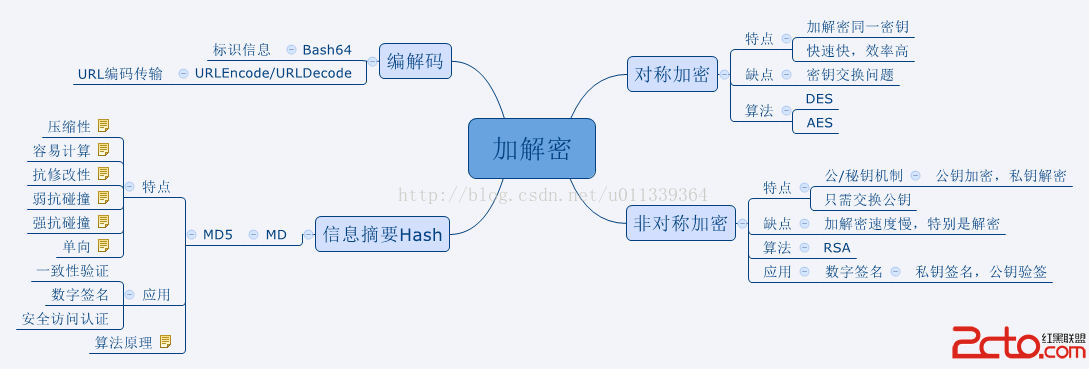 加解密
编解码
标识信息
Bash64
URL编码传输
URLEncode/URLDecode
信息摘要Hash
MD
MD5
特点
压缩性
容易计算
抗修改性
弱抗碰撞
强抗碰撞
单向
应用
一致性验证
数字签名
安全访问认证
算法原理
对称加密
特点
加解密同一密钥
快速快，效率高
缺点
密钥交换问题
算法
DES
AES
非对称加密
特点
公/秘钥机制
公钥加密，私钥解密
只需交换公钥
缺点
加解密速度慢，特别是解密
算法
RSA
应用
数字签名
私钥签名，公钥验签
http://blog.csdn.net/u011339364
2cto
红黑联盟
.com